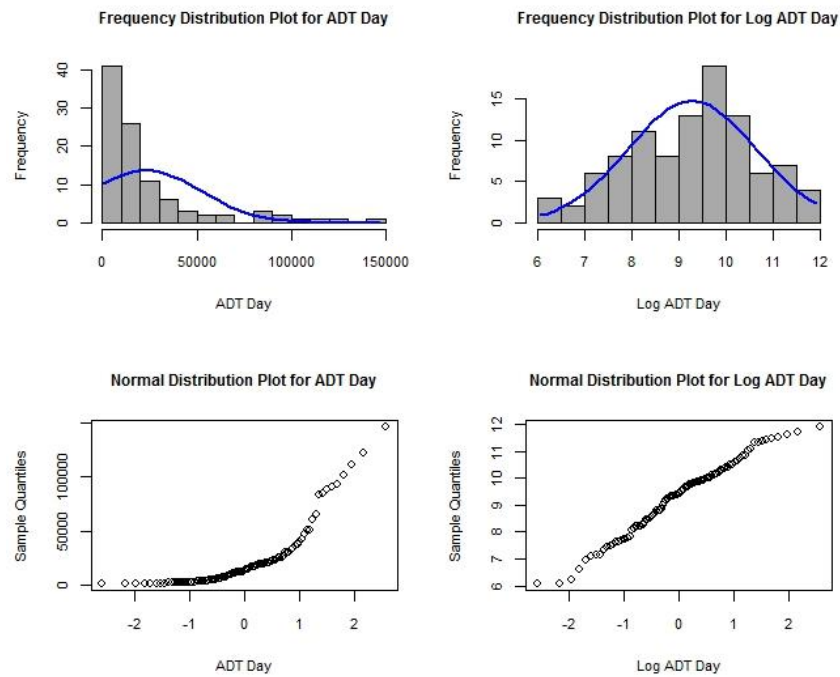 Frequency Distribution Plot for ADT Day
Frequency
0 10 20 30 40
0 50000 100000 150000
ADT Day
Frequency Distribution Plot for Log ADT Day
Frequency
0 5 10 15
6 7 8 9 10 11 12
Log ADT Day
Normal Distribution Plot for ADT Day
Sample Quantiles
0 50000 100000
-2 -1 0 1 2
ADT Day
Normal Distribution Plot for Log ADT Day
Sample Quantiles
6 7 8 9 10 11 12
-2 -1 0 1 2
Log ADT Day